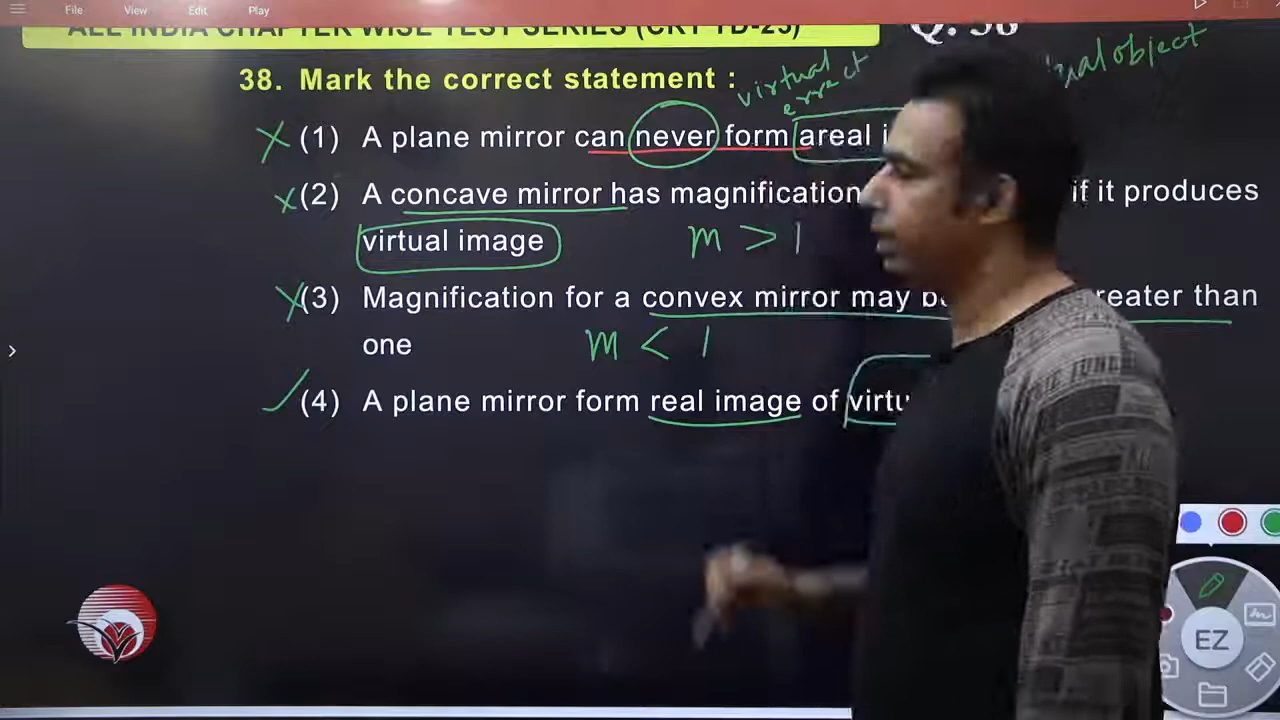 File View Edit Play
ALL INDIA CHAPTER WISE TEST SERIES (CRT TD-25) Q. 38
38. Mark the correct statement : virtual erect object
X (1) A plane mirror can never form areal i
X (2) A concave mirror has magnification if it produces
virtual image m > 1
X (3) Magnification for a convex mirror may b reater than
one m < 1
(4) A plane mirror form real image of virtu
EZ